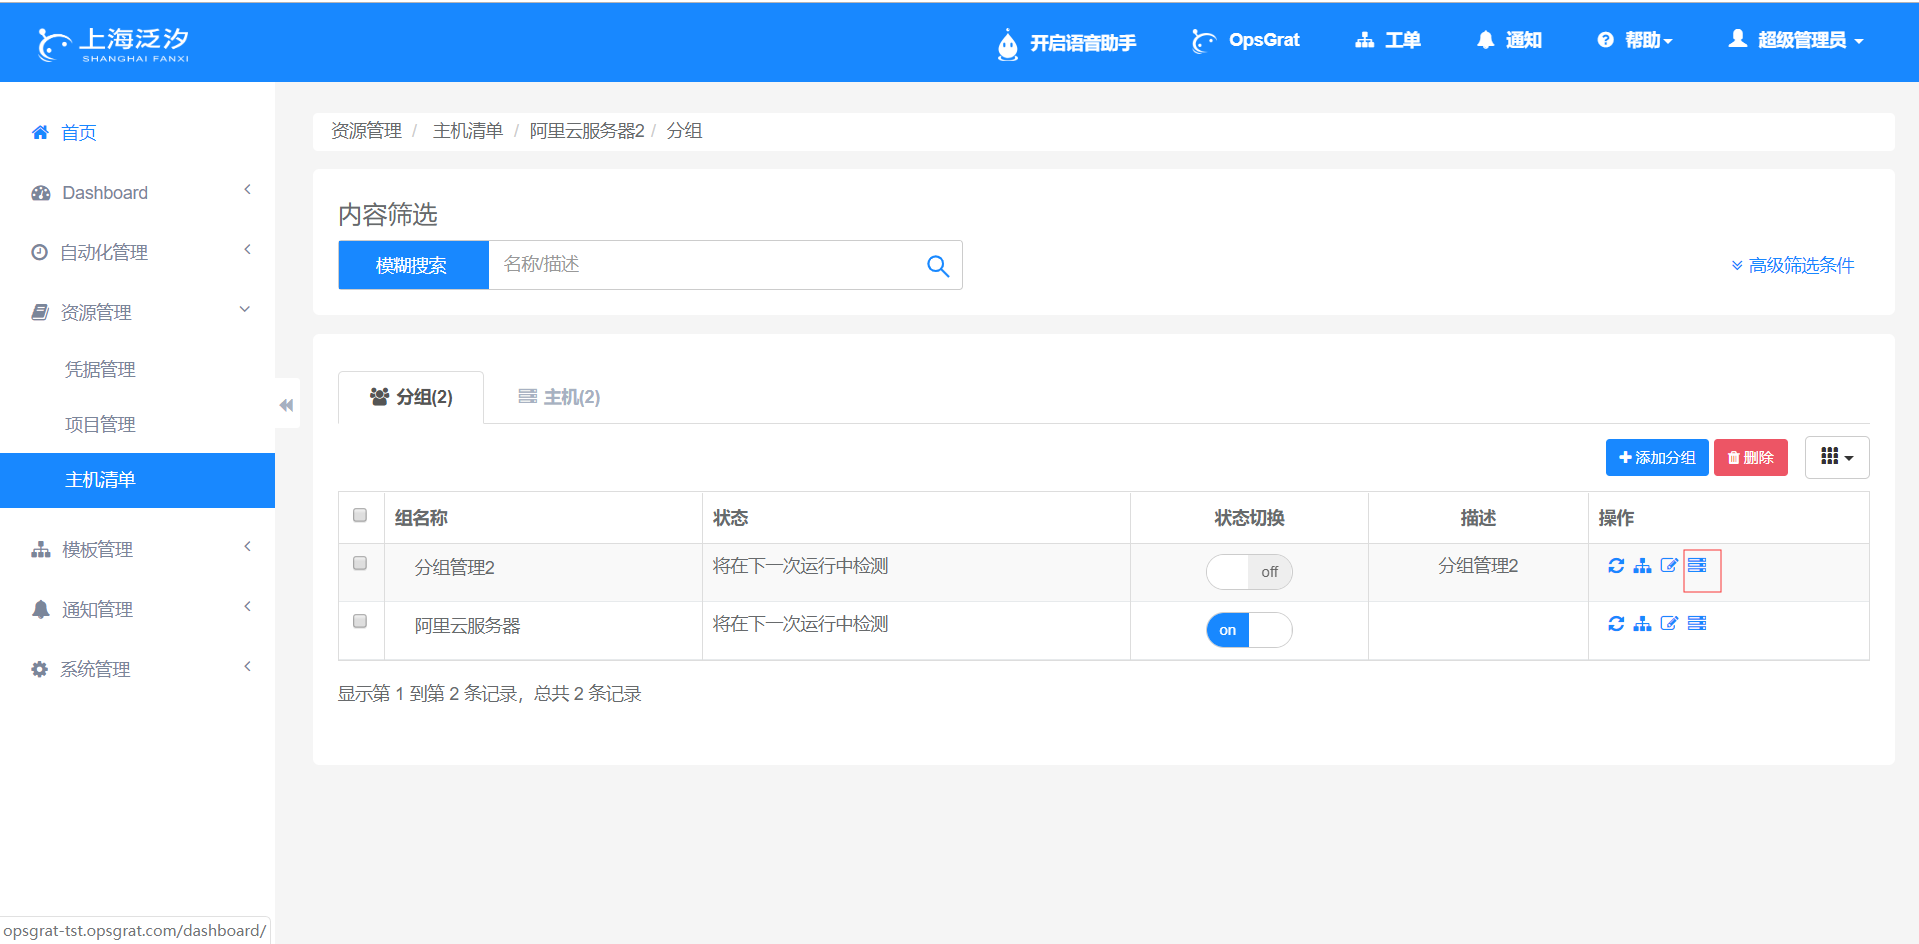 上海泛汐
SHANGHAI FANXI
开启语音助手
OpsGrat
工单
通知
帮助
超级管理员
首页
Dashboard
自动化管理
资源管理
凭据管理
项目管理
主机清单
模板管理
通知管理
系统管理
资源管理 / 主机清单 / 阿里云服务器2 / 分组
内容筛选
模糊搜索 名称/描述
高级筛选条件
分组(2) 主机(2)
添加分组 删除
组名称 状态 状态切换 描述 操作
分组管理2 将在下一次运行中检测 off 分组管理2
阿里云服务器 将在下一次运行中检测 on
显示第 1 到第 2 条记录，总共 2 条记录
opsgrat-tst.opsgrat.com/dashboard/